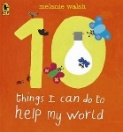 melanie walsh
10
things I can do to
help my world